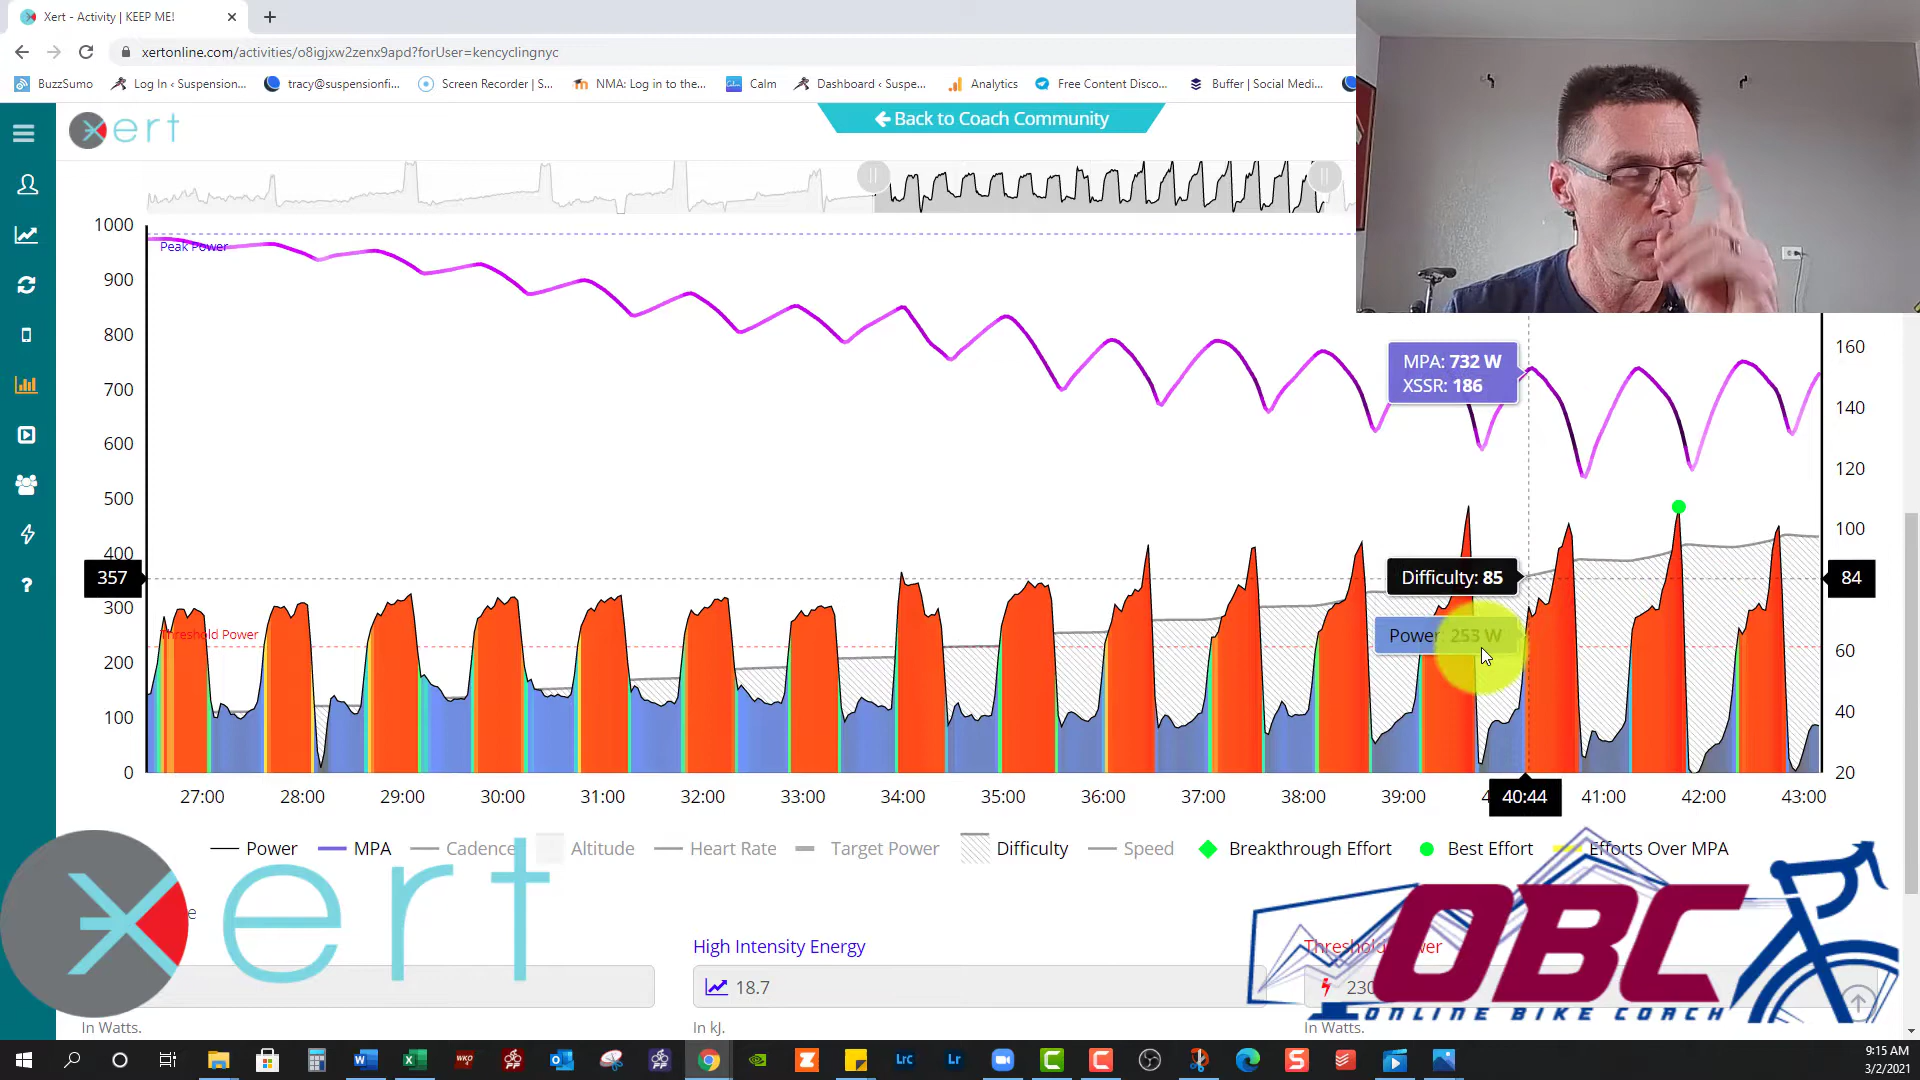 Xert - Activity | KEEP ME!
xertonline.com/activities/o8igjxw2zenx9apd?forUser=kencyclingnyc
BuzzSumo Log In ‹ Suspension... tracy@suspensionfi... Screen Recorder | S... NMA: Log in to the... Calm Dashboard ‹ Suspe... Analytics Free Content Disco... Buffer | Social Medi...
xert
Back to Coach Community
1000
Peak Power
900
800
160
MPA: 732 W
XSSR: 186
700
140
600
120
500
100
400
357
Difficulty: 85
84
300
Threshold Power
Power: 253 W
60
200
100
40
0
20
27:00 28:00 29:00 30:00 31:00 32:00 33:00 34:00 35:00 36:00 37:00 38:00 39:00 40:44 41:00 42:00 43:00
Power MPA Cadence Altitude Heart Rate Target Power Difficulty Speed Breakthrough Effort Best Effort Efforts Over MPA
xert
High Intensity Energy
18.7
230
In Watts.
In kJ.
In Watts.
OBC
ONLINE BIKE COACH
WKO
PF
PF
LrC
Lr
9:15 AM
3/2/2021